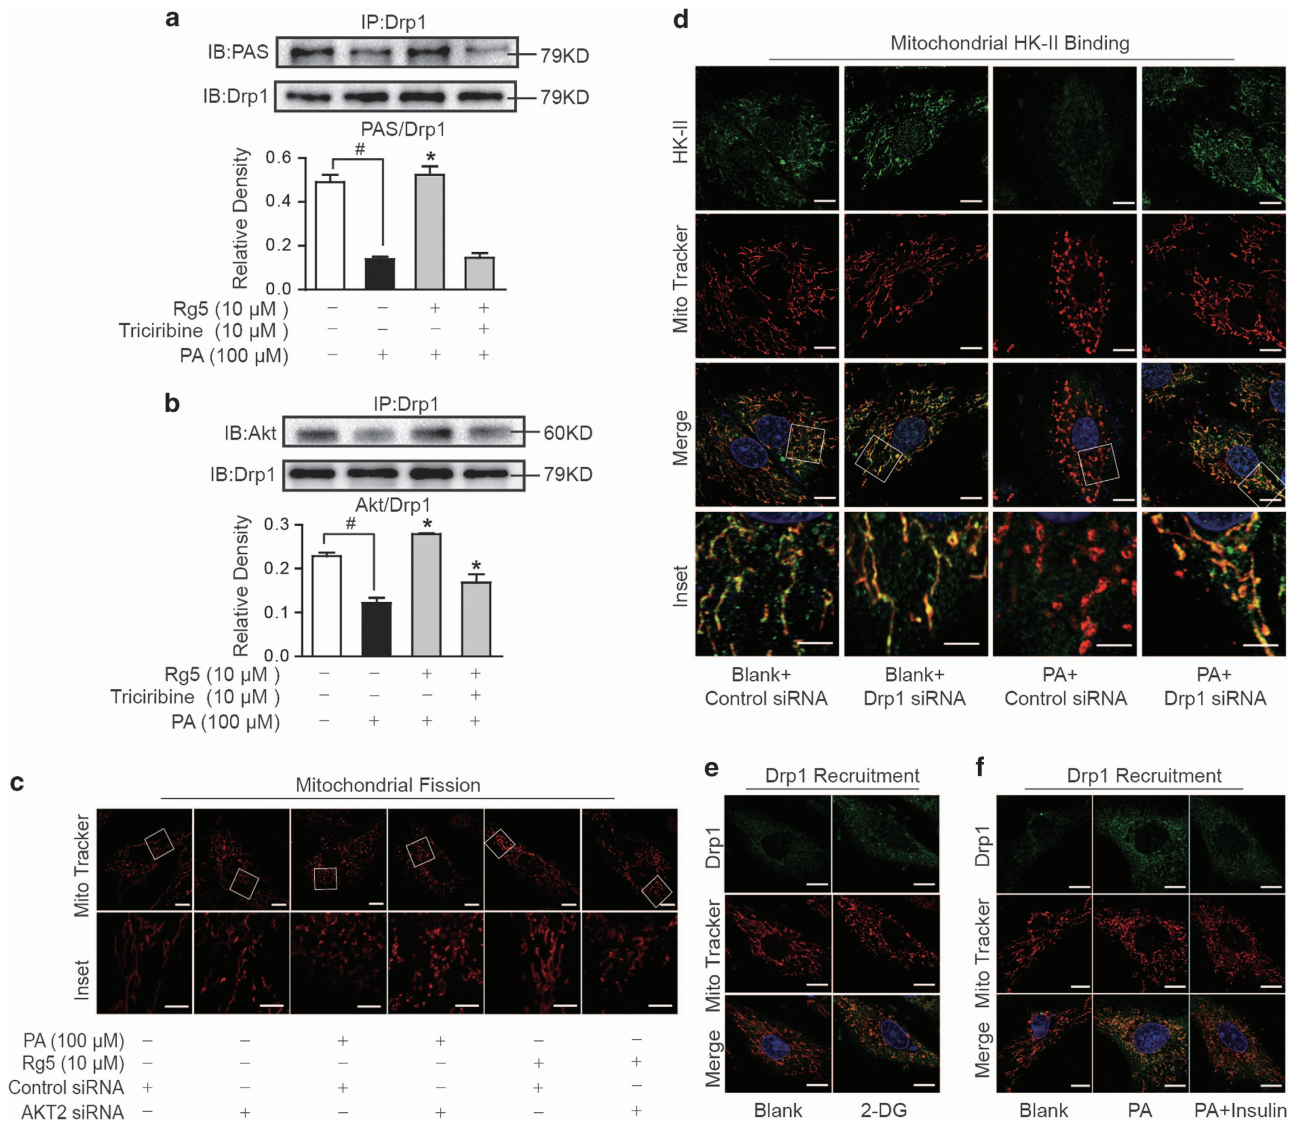 a
IP:Drp1
IB:PAS
79KD
IB:Drp1
79KD
PAS/Drp1
Relative Density
0.6
0.4
0.2
0.0
#
*
Rg5 (10 µM ) − − + +
Triciribine (10 µM ) − − − +
PA (100 µM) − + + +
b
IP:Drp1
IB:Akt
60KD
IB:Drp1
79KD
Akt/Drp1
Relative Density
0.3
0.2
0.1
0.0
#
*
*
Rg5 (10 µM ) − − + +
Triciribine (10 µM ) − − − +
PA (100 µM) − + + +
c
Mitochondrial Fission
Mito Tracker
Inset
PA (100 µM) − − + + − −
Rg5 (10 µM) − − − − + +
Control siRNA + − + − + −
AKT2 siRNA − + − + − +
d
Mitochondrial HK-II Binding
HK-II
Mito Tracker
Merge
Inset
Blank+
Control siRNA
Blank+
Drp1 siRNA
PA+
Control siRNA
PA+
Drp1 siRNA
e
Drp1 Recruitment
Drp1
Mito Tracker
Merge
Blank
2-DG
f
Drp1 Recruitment
Drp1
Mito Tracker
Merge
Blank
PA
PA+Insulin